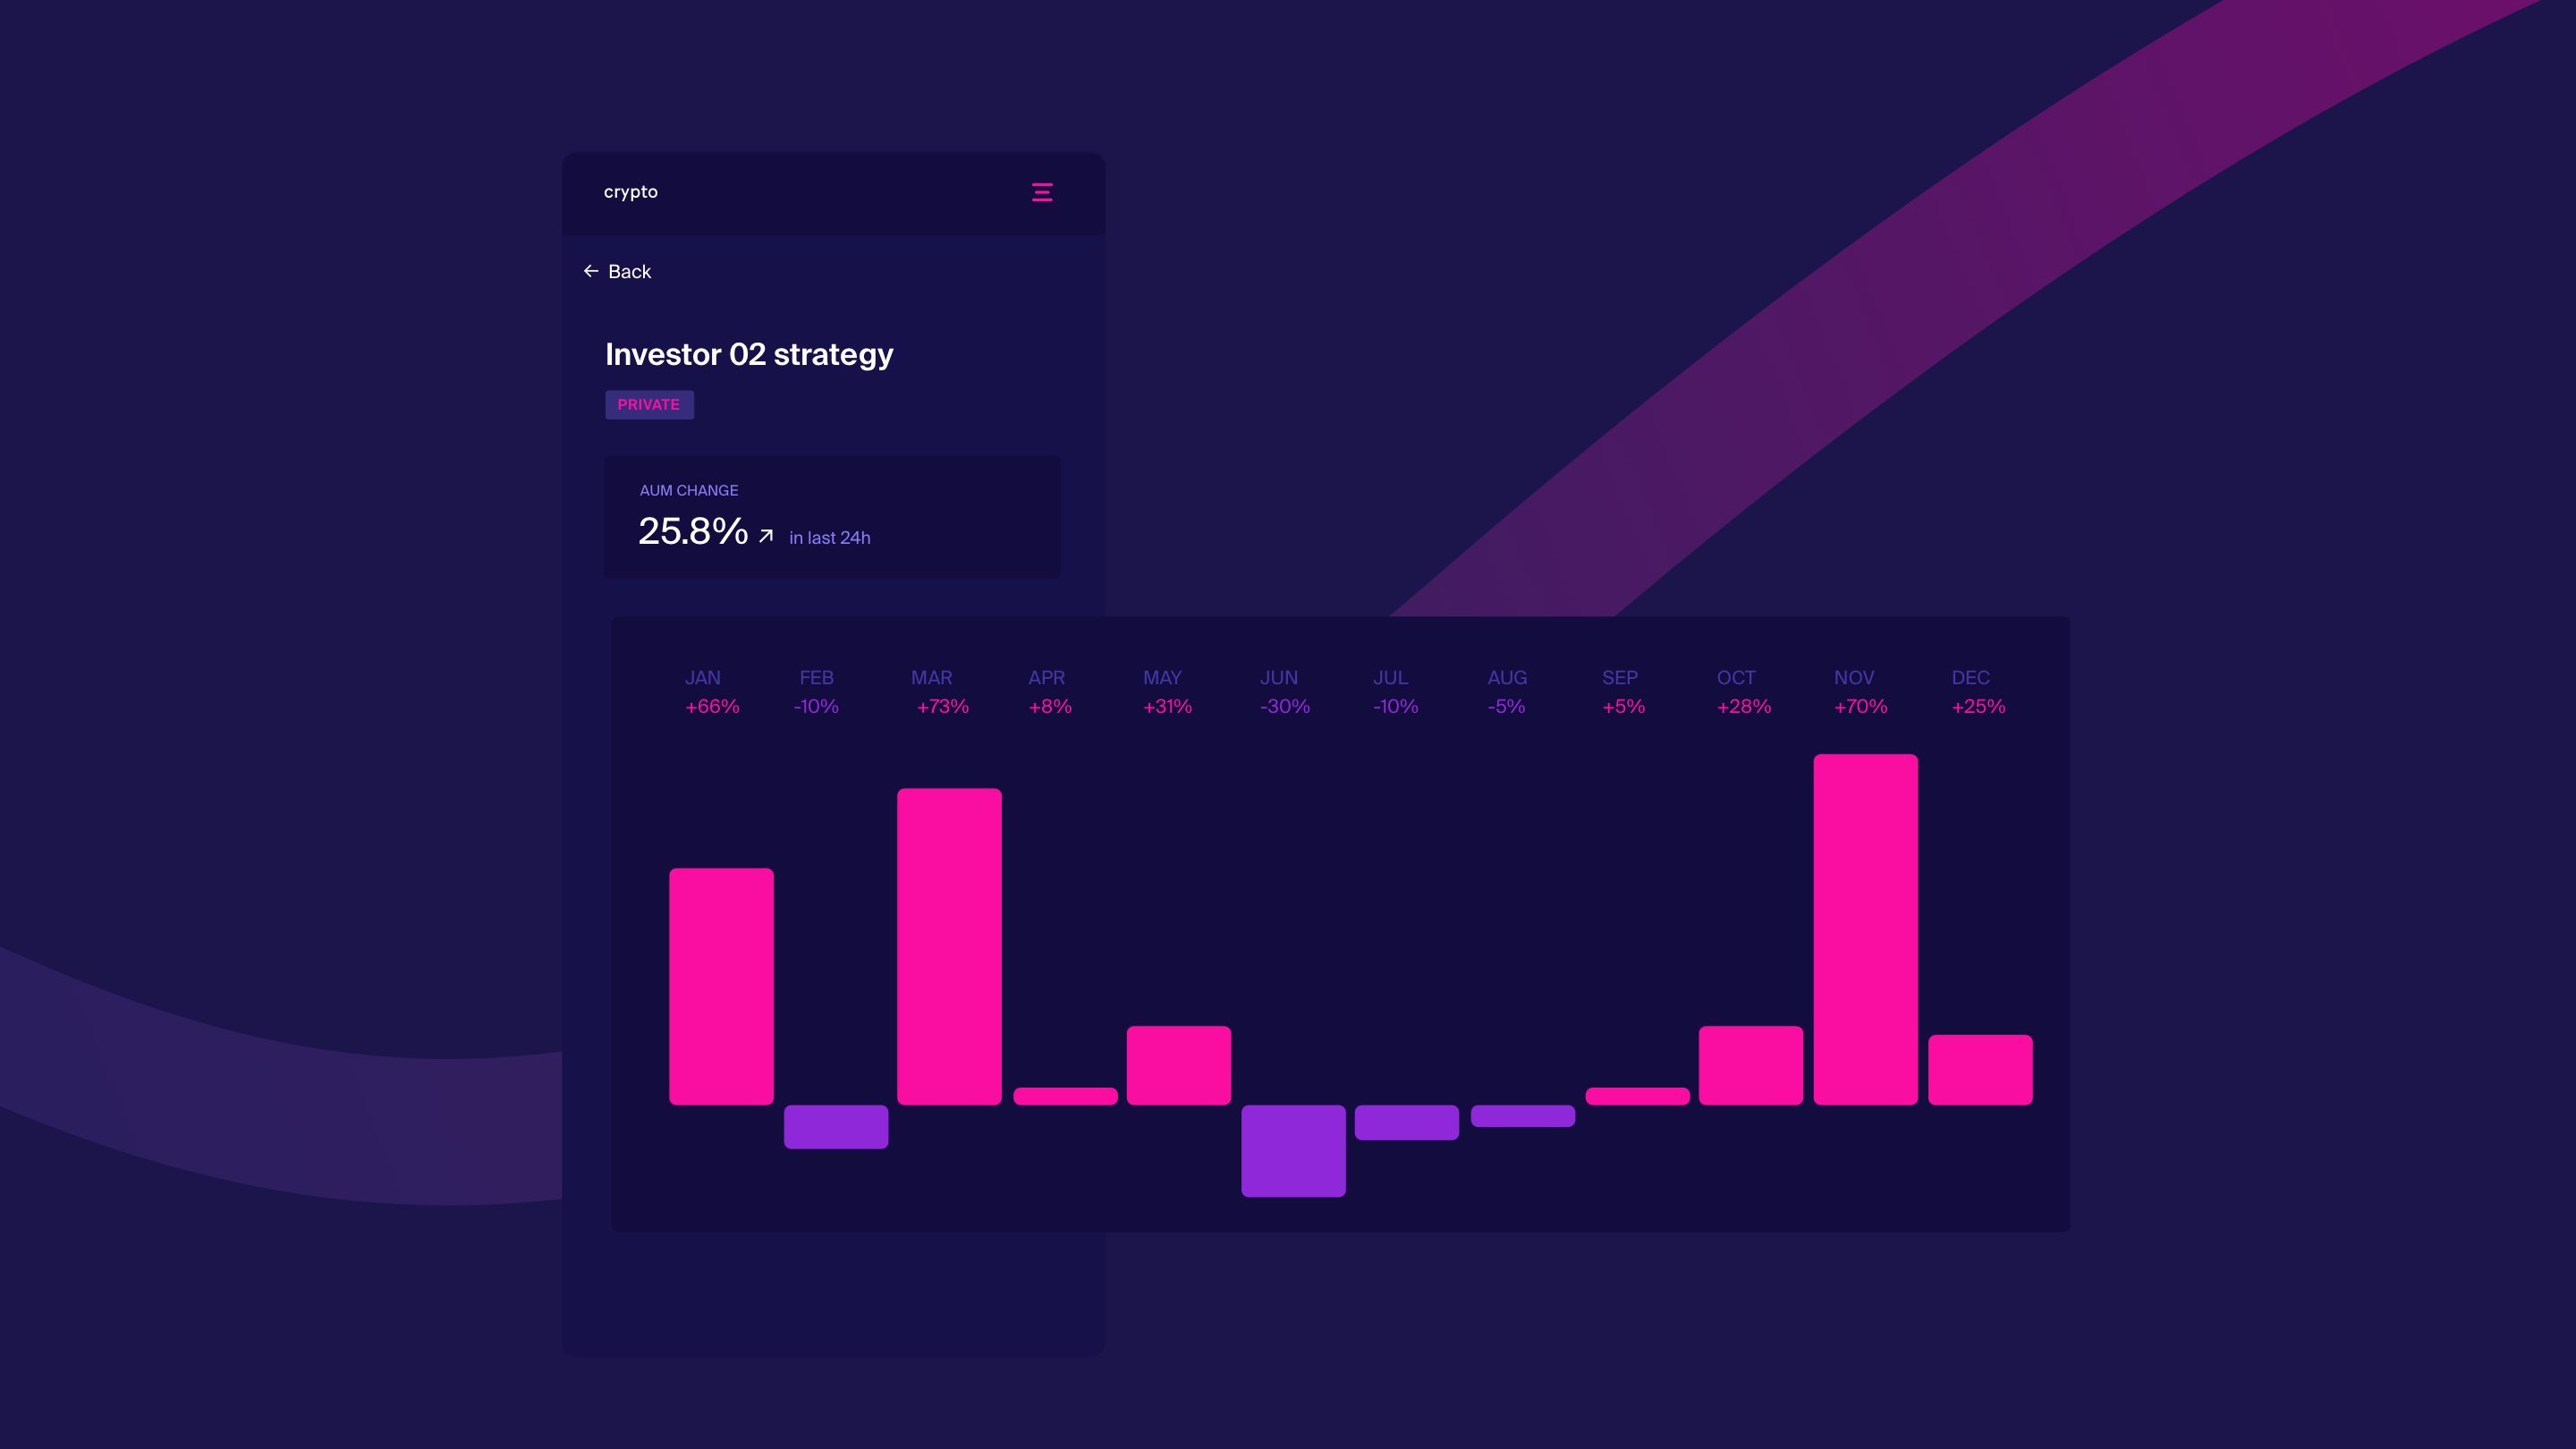 crypto
Back
Investor 02 strategy
PRIVATE
AUM CHANGE
25.8% in last 24h
JAN FEB MAR APR MAY JUN JUL AUG SEP OCT NOV DEC
+66% -10% +73% +8% +31% -30% -10% -5% +5% +28% +70% +25%